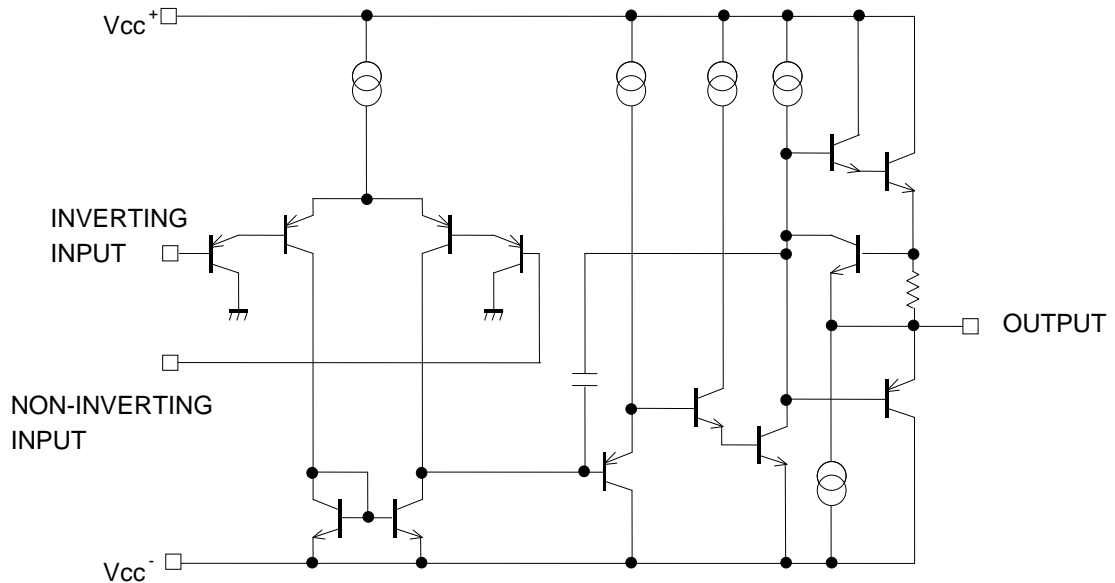 Vcc+
INVERTING
INPUT
OUTPUT
NON-INVERTING
INPUT
Vcc-